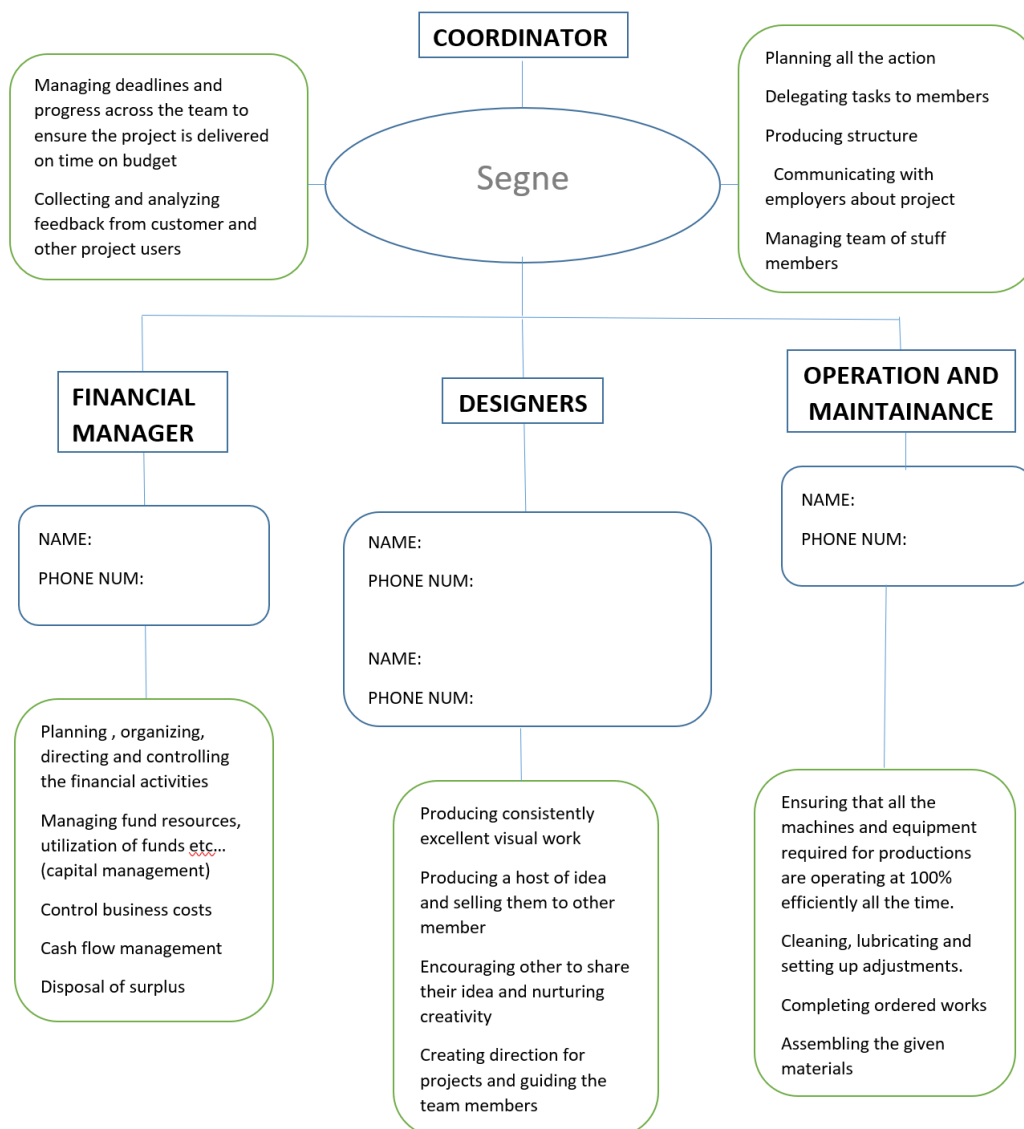 COORDINATOR
Managing deadlines and
progress across the team to
ensure the project is delivered
on time on budget
Collecting and analyzing
feedback from customer and
other project users
Segne
Planning all the action
Delegating tasks to members
Producing structure
Communicating with
employers about project
Managing team of stuff
members
FINANCIAL
MANAGER
NAME:
PHONE NUM:
Planning , organizing,
directing and controlling
the financial activities
Managing fund resources,
utilization of funds etc...
(capital management)
Control business costs
Cash flow management
Disposal of surplus
DESIGNERS
NAME:
PHONE NUM:
NAME:
PHONE NUM:
Producing consistently
excellent visual work
Producing a host of idea
and selling them to other
member
Encouraging other to share
their idea and nurturing
creativity
Creating direction for
projects and guiding the
team members
OPERATION AND
MAINTAINANCE
NAME:
PHONE NUM:
Ensuring that all the
machines and equipment
required for productions
are operating at 100%
efficiently all the time.
Cleaning, lubricating and
setting up adjustments.
Completing ordered works
Assembling the given
materials